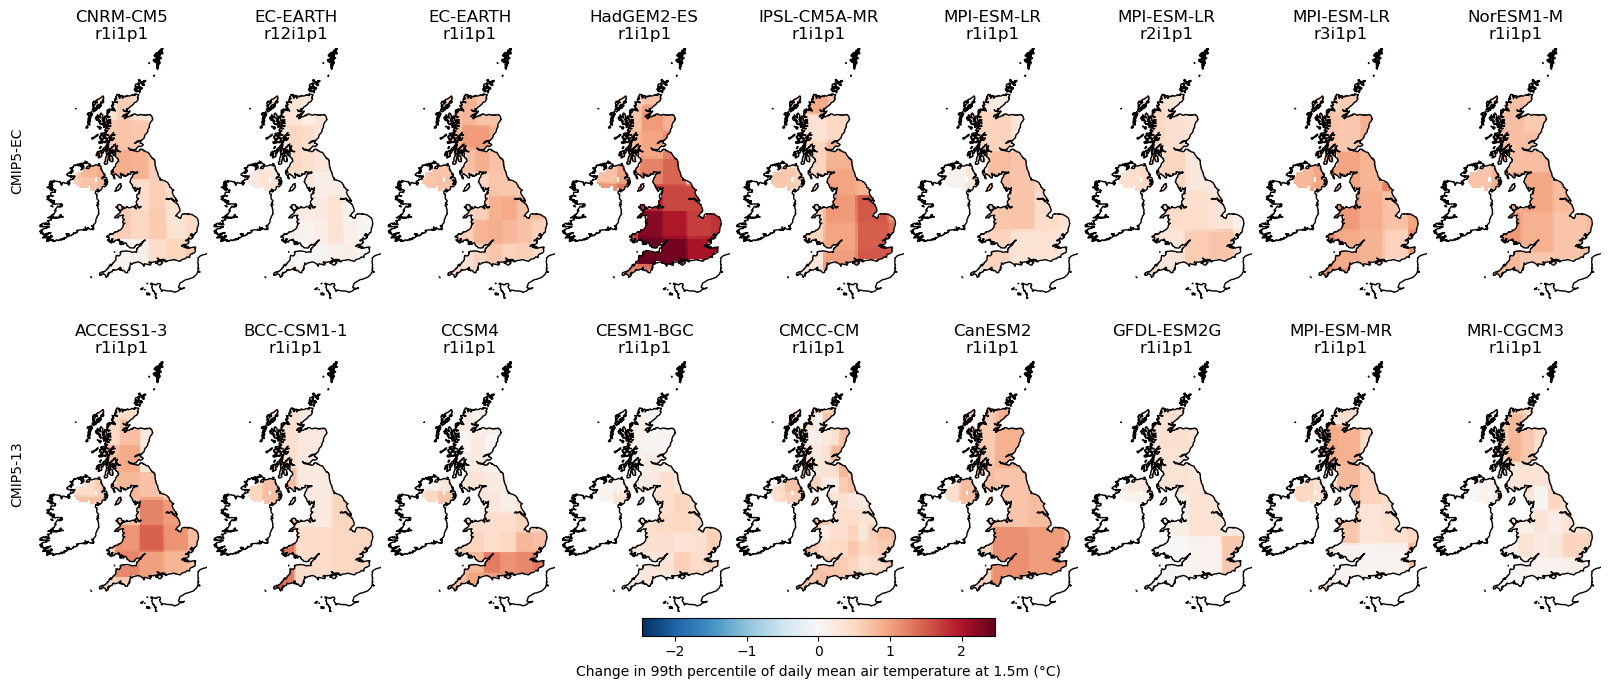 CNRM-CM5
r1i1p1
EC-EARTH
r12i1p1
EC-EARTH
r1i1p1
HadGEM2-ES
r1i1p1
IPSL-CM5A-MR
r1i1p1
MPI-ESM-LR
r1i1p1
MPI-ESM-LR
r2i1p1
MPI-ESM-LR
r3i1p1
NorESM1-M
r1i1p1
CMIP5-EC
ACCESS1-3
r1i1p1
BCC-CSM1-1
r1i1p1
CCSM4
r1i1p1
CESM1-BGC
r1i1p1
CMCC-CM
r1i1p1
CanESM2
r1i1p1
GFDL-ESM2G
r1i1p1
MPI-ESM-MR
r1i1p1
MRI-CGCM3
r1i1p1
CMIP5-13
−2 −1 0 1 2
Change in 99th percentile of daily mean air temperature at 1.5m (°C)